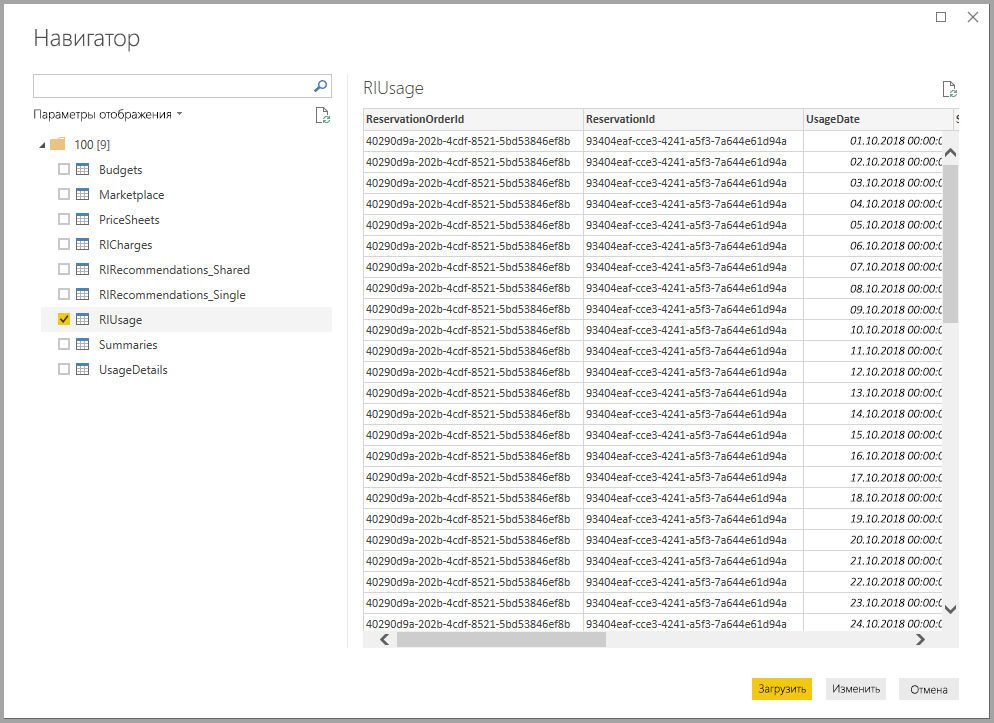 Навигатор
Параметры отображения
100 [9]
Budgets
Marketplace
PriceSheets
RICharges
RIRecommendations_Shared
RIRecommendations_Single
RIUsage
Summaries
UsageDetails
RIUsage
ReservationOrderId ReservationId UsageDate
40290d9a-202b-4cdf-8521-5bd53846ef8b 93404eaf-cce3-4241-a5f3-7a644e61d94a 01.10.2018 00:00:0
40290d9a-202b-4cdf-8521-5bd53846ef8b 93404eaf-cce3-4241-a5f3-7a644e61d94a 02.10.2018 00:00:0
40290d9a-202b-4cdf-8521-5bd53846ef8b 93404eaf-cce3-4241-a5f3-7a644e61d94a 03.10.2018 00:00:0
40290d9a-202b-4cdf-8521-5bd53846ef8b 93404eaf-cce3-4241-a5f3-7a644e61d94a 04.10.2018 00:00:0
40290d9a-202b-4cdf-8521-5bd53846ef8b 93404eaf-cce3-4241-a5f3-7a644e61d94a 05.10.2018 00:00:0
40290d9a-202b-4cdf-8521-5bd53846ef8b 93404eaf-cce3-4241-a5f3-7a644e61d94a 06.10.2018 00:00:0
40290d9a-202b-4cdf-8521-5bd53846ef8b 93404eaf-cce3-4241-a5f3-7a644e61d94a 07.10.2018 00:00:0
40290d9a-202b-4cdf-8521-5bd53846ef8b 93404eaf-cce3-4241-a5f3-7a644e61d94a 08.10.2018 00:00:0
40290d9a-202b-4cdf-8521-5bd53846ef8b 93404eaf-cce3-4241-a5f3-7a644e61d94a 09.10.2018 00:00:0
40290d9a-202b-4cdf-8521-5bd53846ef8b 93404eaf-cce3-4241-a5f3-7a644e61d94a 10.10.2018 00:00:0
40290d9a-202b-4cdf-8521-5bd53846ef8b 93404eaf-cce3-4241-a5f3-7a644e61d94a 11.10.2018 00:00:0
40290d9a-202b-4cdf-8521-5bd53846ef8b 93404eaf-cce3-4241-a5f3-7a644e61d94a 12.10.2018 00:00:0
40290d9a-202b-4cdf-8521-5bd53846ef8b 93404eaf-cce3-4241-a5f3-7a644e61d94a 13.10.2018 00:00:0
40290d9a-202b-4cdf-8521-5bd53846ef8b 93404eaf-cce3-4241-a5f3-7a644e61d94a 14.10.2018 00:00:0
40290d9a-202b-4cdf-8521-5bd53846ef8b 93404eaf-cce3-4241-a5f3-7a644e61d94a 15.10.2018 00:00:0
40290d9a-202b-4cdf-8521-5bd53846ef8b 93404eaf-cce3-4241-a5f3-7a644e61d94a 16.10.2018 00:00:0
40290d9a-202b-4cdf-8521-5bd53846ef8b 93404eaf-cce3-4241-a5f3-7a644e61d94a 17.10.2018 00:00:0
40290d9a-202b-4cdf-8521-5bd53846ef8b 93404eaf-cce3-4241-a5f3-7a644e61d94a 18.10.2018 00:00:0
40290d9a-202b-4cdf-8521-5bd53846ef8b 93404eaf-cce3-4241-a5f3-7a644e61d94a 19.10.2018 00:00:0
40290d9a-202b-4cdf-8521-5bd53846ef8b 93404eaf-cce3-4241-a5f3-7a644e61d94a 20.10.2018 00:00:0
40290d9a-202b-4cdf-8521-5bd53846ef8b 93404eaf-cce3-4241-a5f3-7a644e61d94a 21.10.2018 00:00:0
40290d9a-202b-4cdf-8521-5bd53846ef8b 93404eaf-cce3-4241-a5f3-7a644e61d94a 22.10.2018 00:00:0
40290d9a-202b-4cdf-8521-5bd53846ef8b 93404eaf-cce3-4241-a5f3-7a644e61d94a 23.10.2018 00:00:0
40290d9a-202b-4cdf-8521-5bd53846ef8b 93404eaf-cce3-4241-a5f3-7a644e61d94a 24.10.2018 00:00:0
Загрузить Изменить Отмена